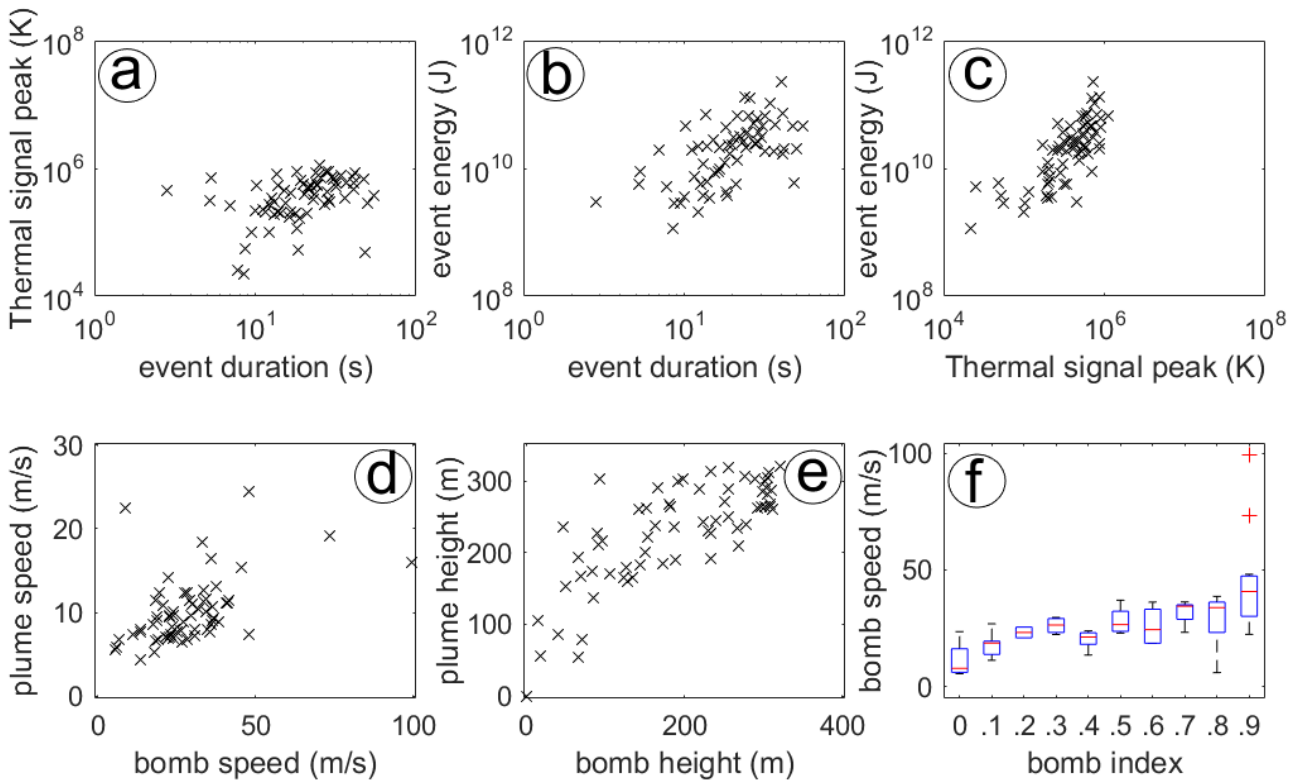 a
Thermal signal peak (K)
10^8
10^6
10^4
10^0
10^1
10^2
event duration (s)
b
event energy (J)
10^12
10^10
10^8
10^0
10^1
10^2
event duration (s)
c
event energy (J)
10^12
10^10
10^8
10^4
10^6
10^8
Thermal signal peak (K)
d
plume speed (m/s)
30
20
10
0
0
50
100
bomb speed (m/s)
e
plume height (m)
300
200
100
0
0
200
400
bomb height (m)
f
bomb speed (m/s)
100
50
0
0 .1 .2 .3 .4 .5 .6 .7 .8 .9
bomb index